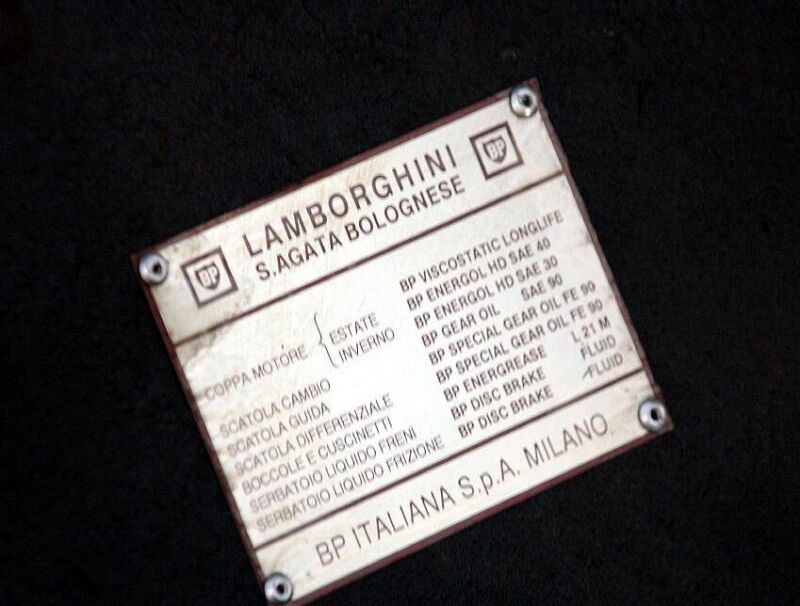 BP LAMBORGHINI BP
S.AGATA BOLOGNESE
BP VISCOSTATIC LONGLIFE
COPPA MOTORE { ESTATE BP ENERGOL HD SAE 40
INVERNO BP ENERGOL HD SAE 30
SCATOLA CAMBIO BP GEAR OIL SAE 90
SCATOLA GUIDA BP SPECIAL GEAR OIL FE 90
SCATOLA DIFFERENZIALE BP SPECIAL GEAR OIL FE 90
BOCCOLE E CUSCINETTI BP ENERGREASE L 21 M
SERBATOIO LIQUIDO FRENI BP DISC BRAKE FLUID
SERBATOIO LIQUIDO FRIZIONE BP DISC BRAKE FLUID
BP ITALIANA S.p.A. MILANO